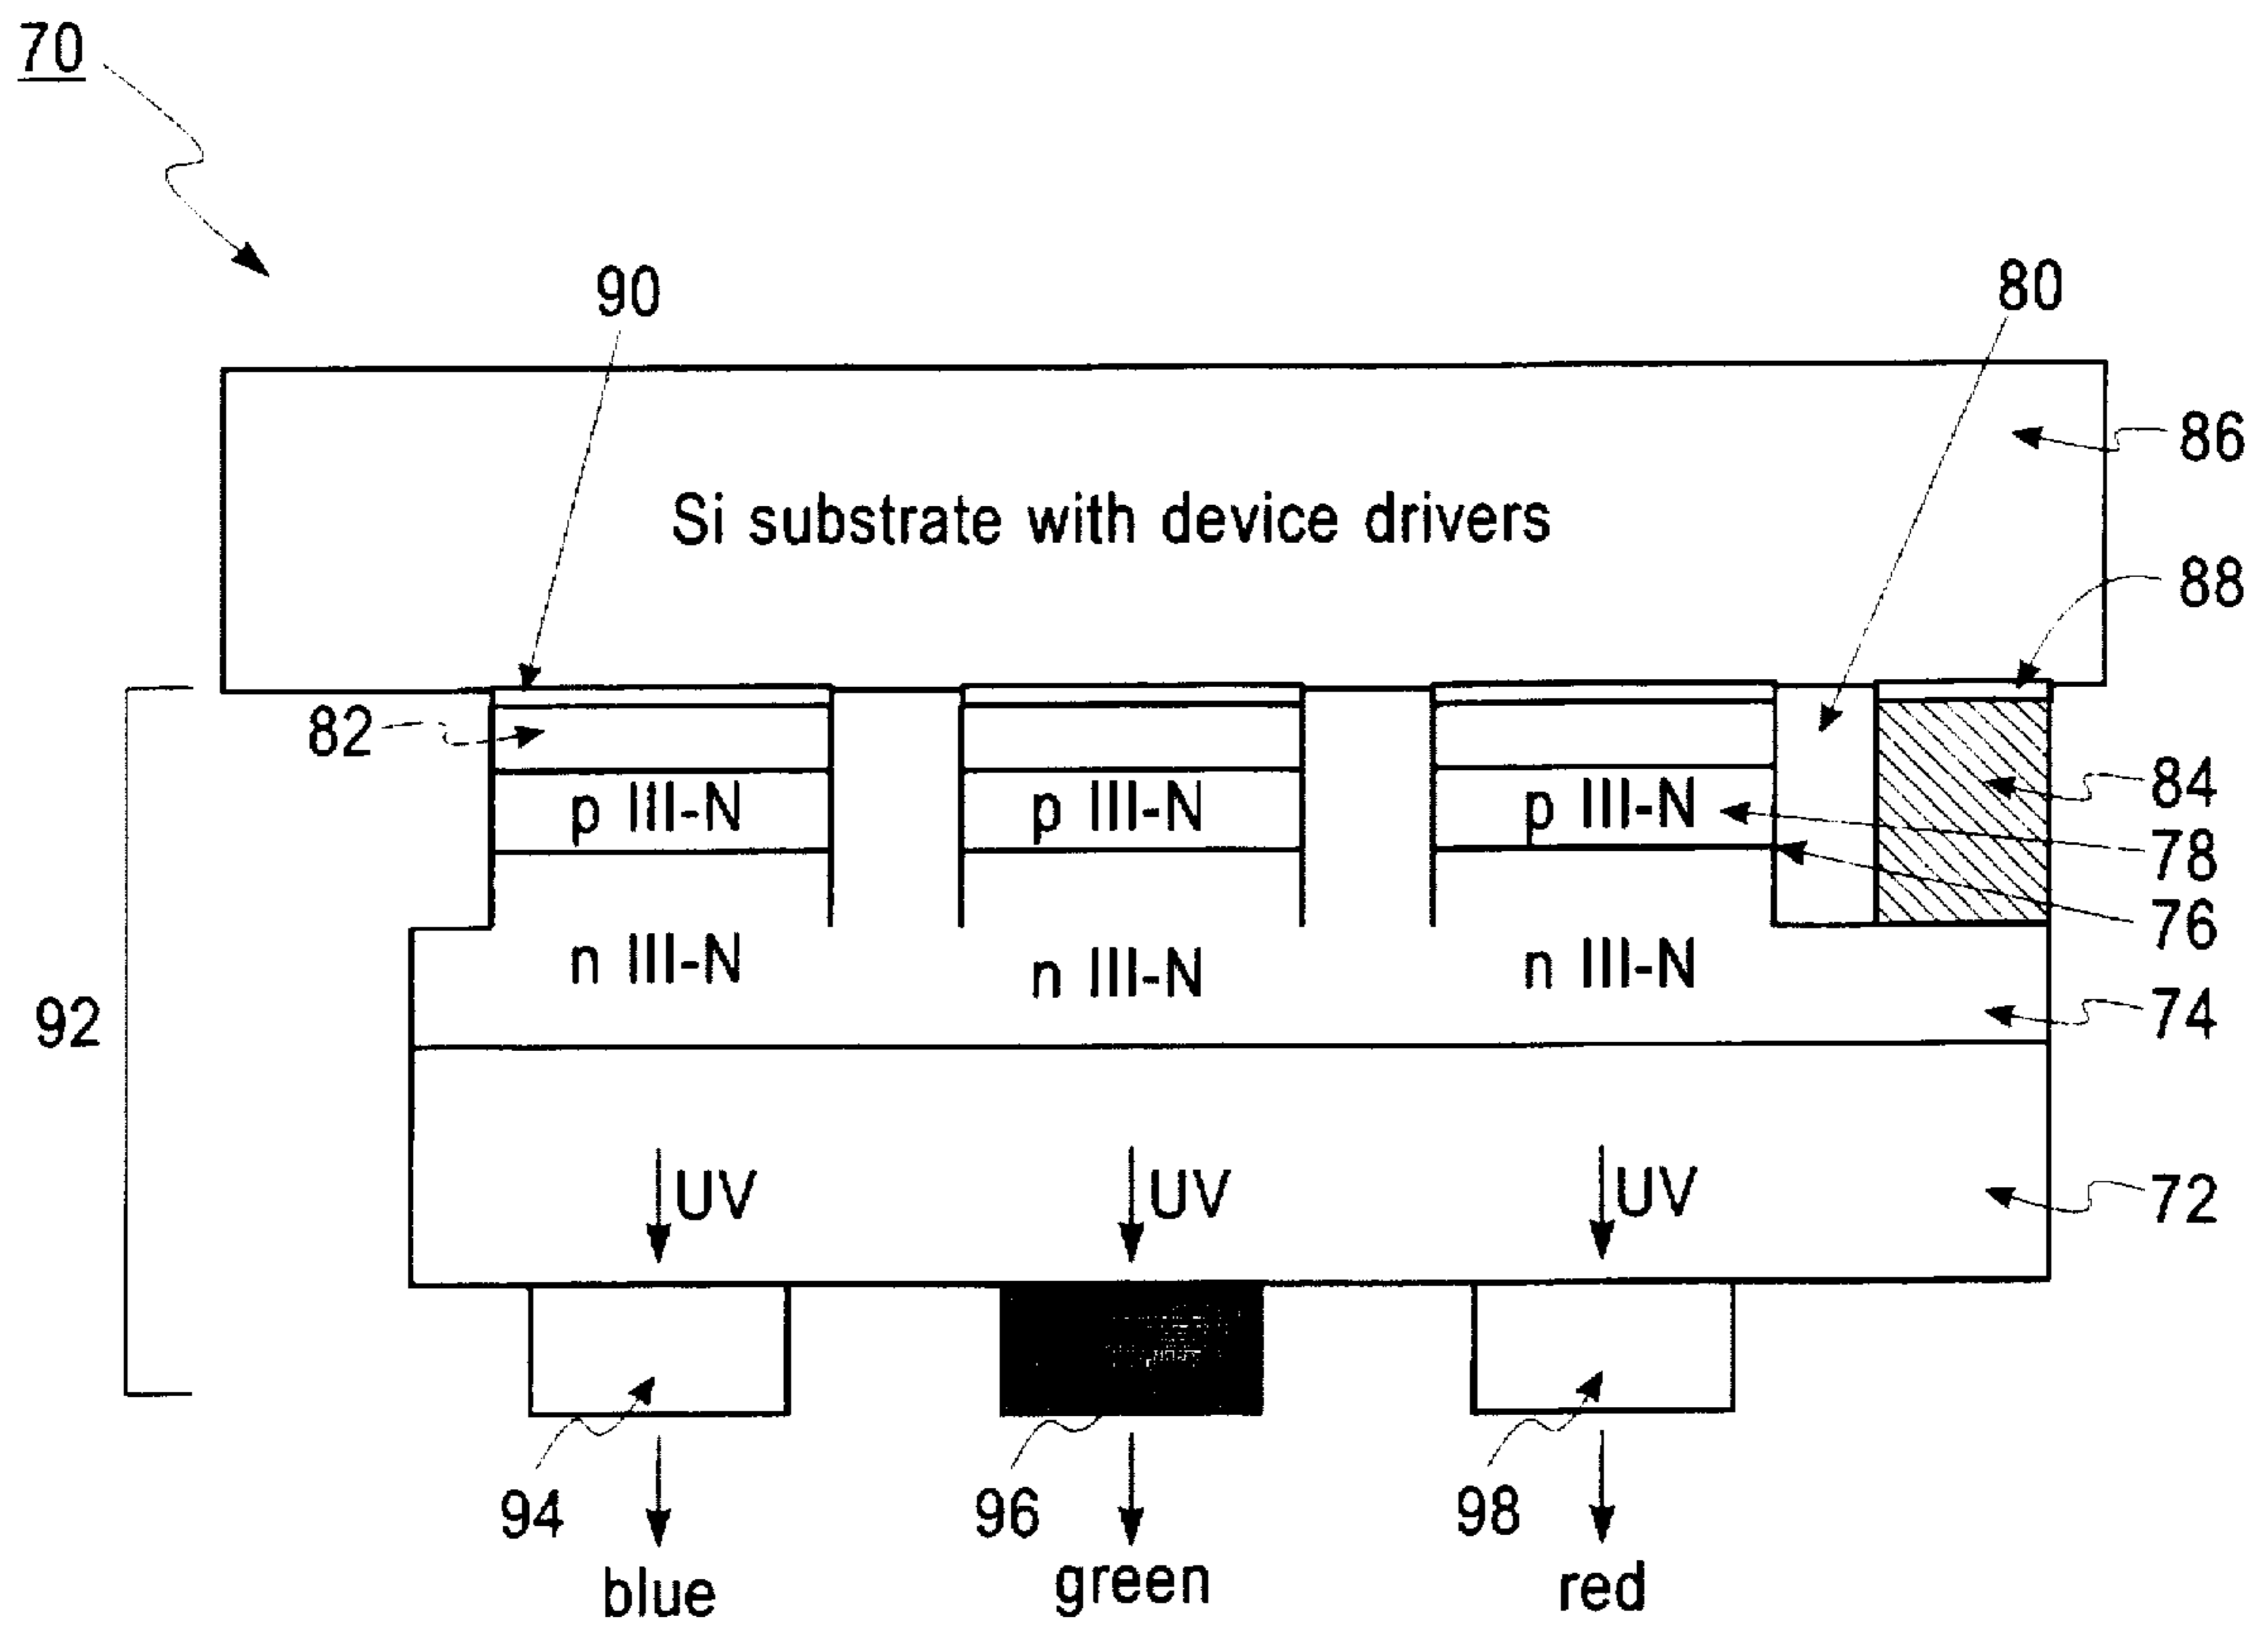 70
90
80
86
Si substrate with device drivers
88
82
84
p III-N
p III-N
p III-N
78
76
n III-N
n III-N
n III-N
74
92
UV
UV
UV
72
94
96
98
blue
green
red